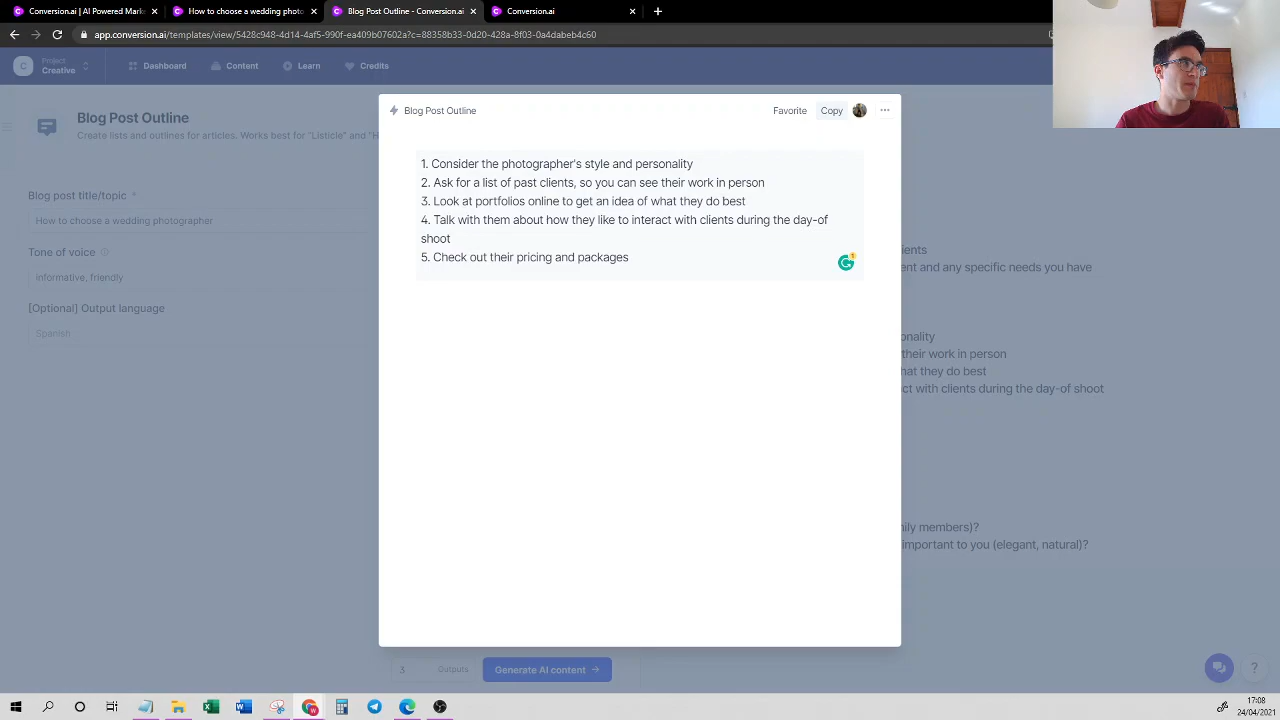 Conversion.ai | AI Powered Mark
How to choose a wedding photo
Blog Post Outline - Conversion.ai
Conversion.ai
app.conversion.ai/templates/view/5428c948-4d14-4af5-990f-ea409b07602a?c=88358b33-0d20-428a-8f03-0a4dabeb4c60
Project
Creative
Dashboard
Content
Learn
Credits
Blog Post Outline
Create lists and outlines for articles. Works best for "Listicle" and "H
Blog post title/topic *
How to choose a wedding photographer
Tone of voice
informative, friendly
[Optional] Output language
Spanish
Blog Post Outline
Favorite
Copy
1. Consider the photographer's style and personality
2. Ask for a list of past clients, so you can see their work in person
3. Look at portfolios online to get an idea of what they do best
4. Talk with them about how they like to interact with clients during the day-of
shoot
5. Check out their pricing and packages
ients
ent and any specific needs you have
onality
their work in person
hat they do best
ct with clients during the day-of shoot
mily members)?
important to you (elegant, natural)?
3
Outputs
Generate AI content
?
17:08
24/04/2021